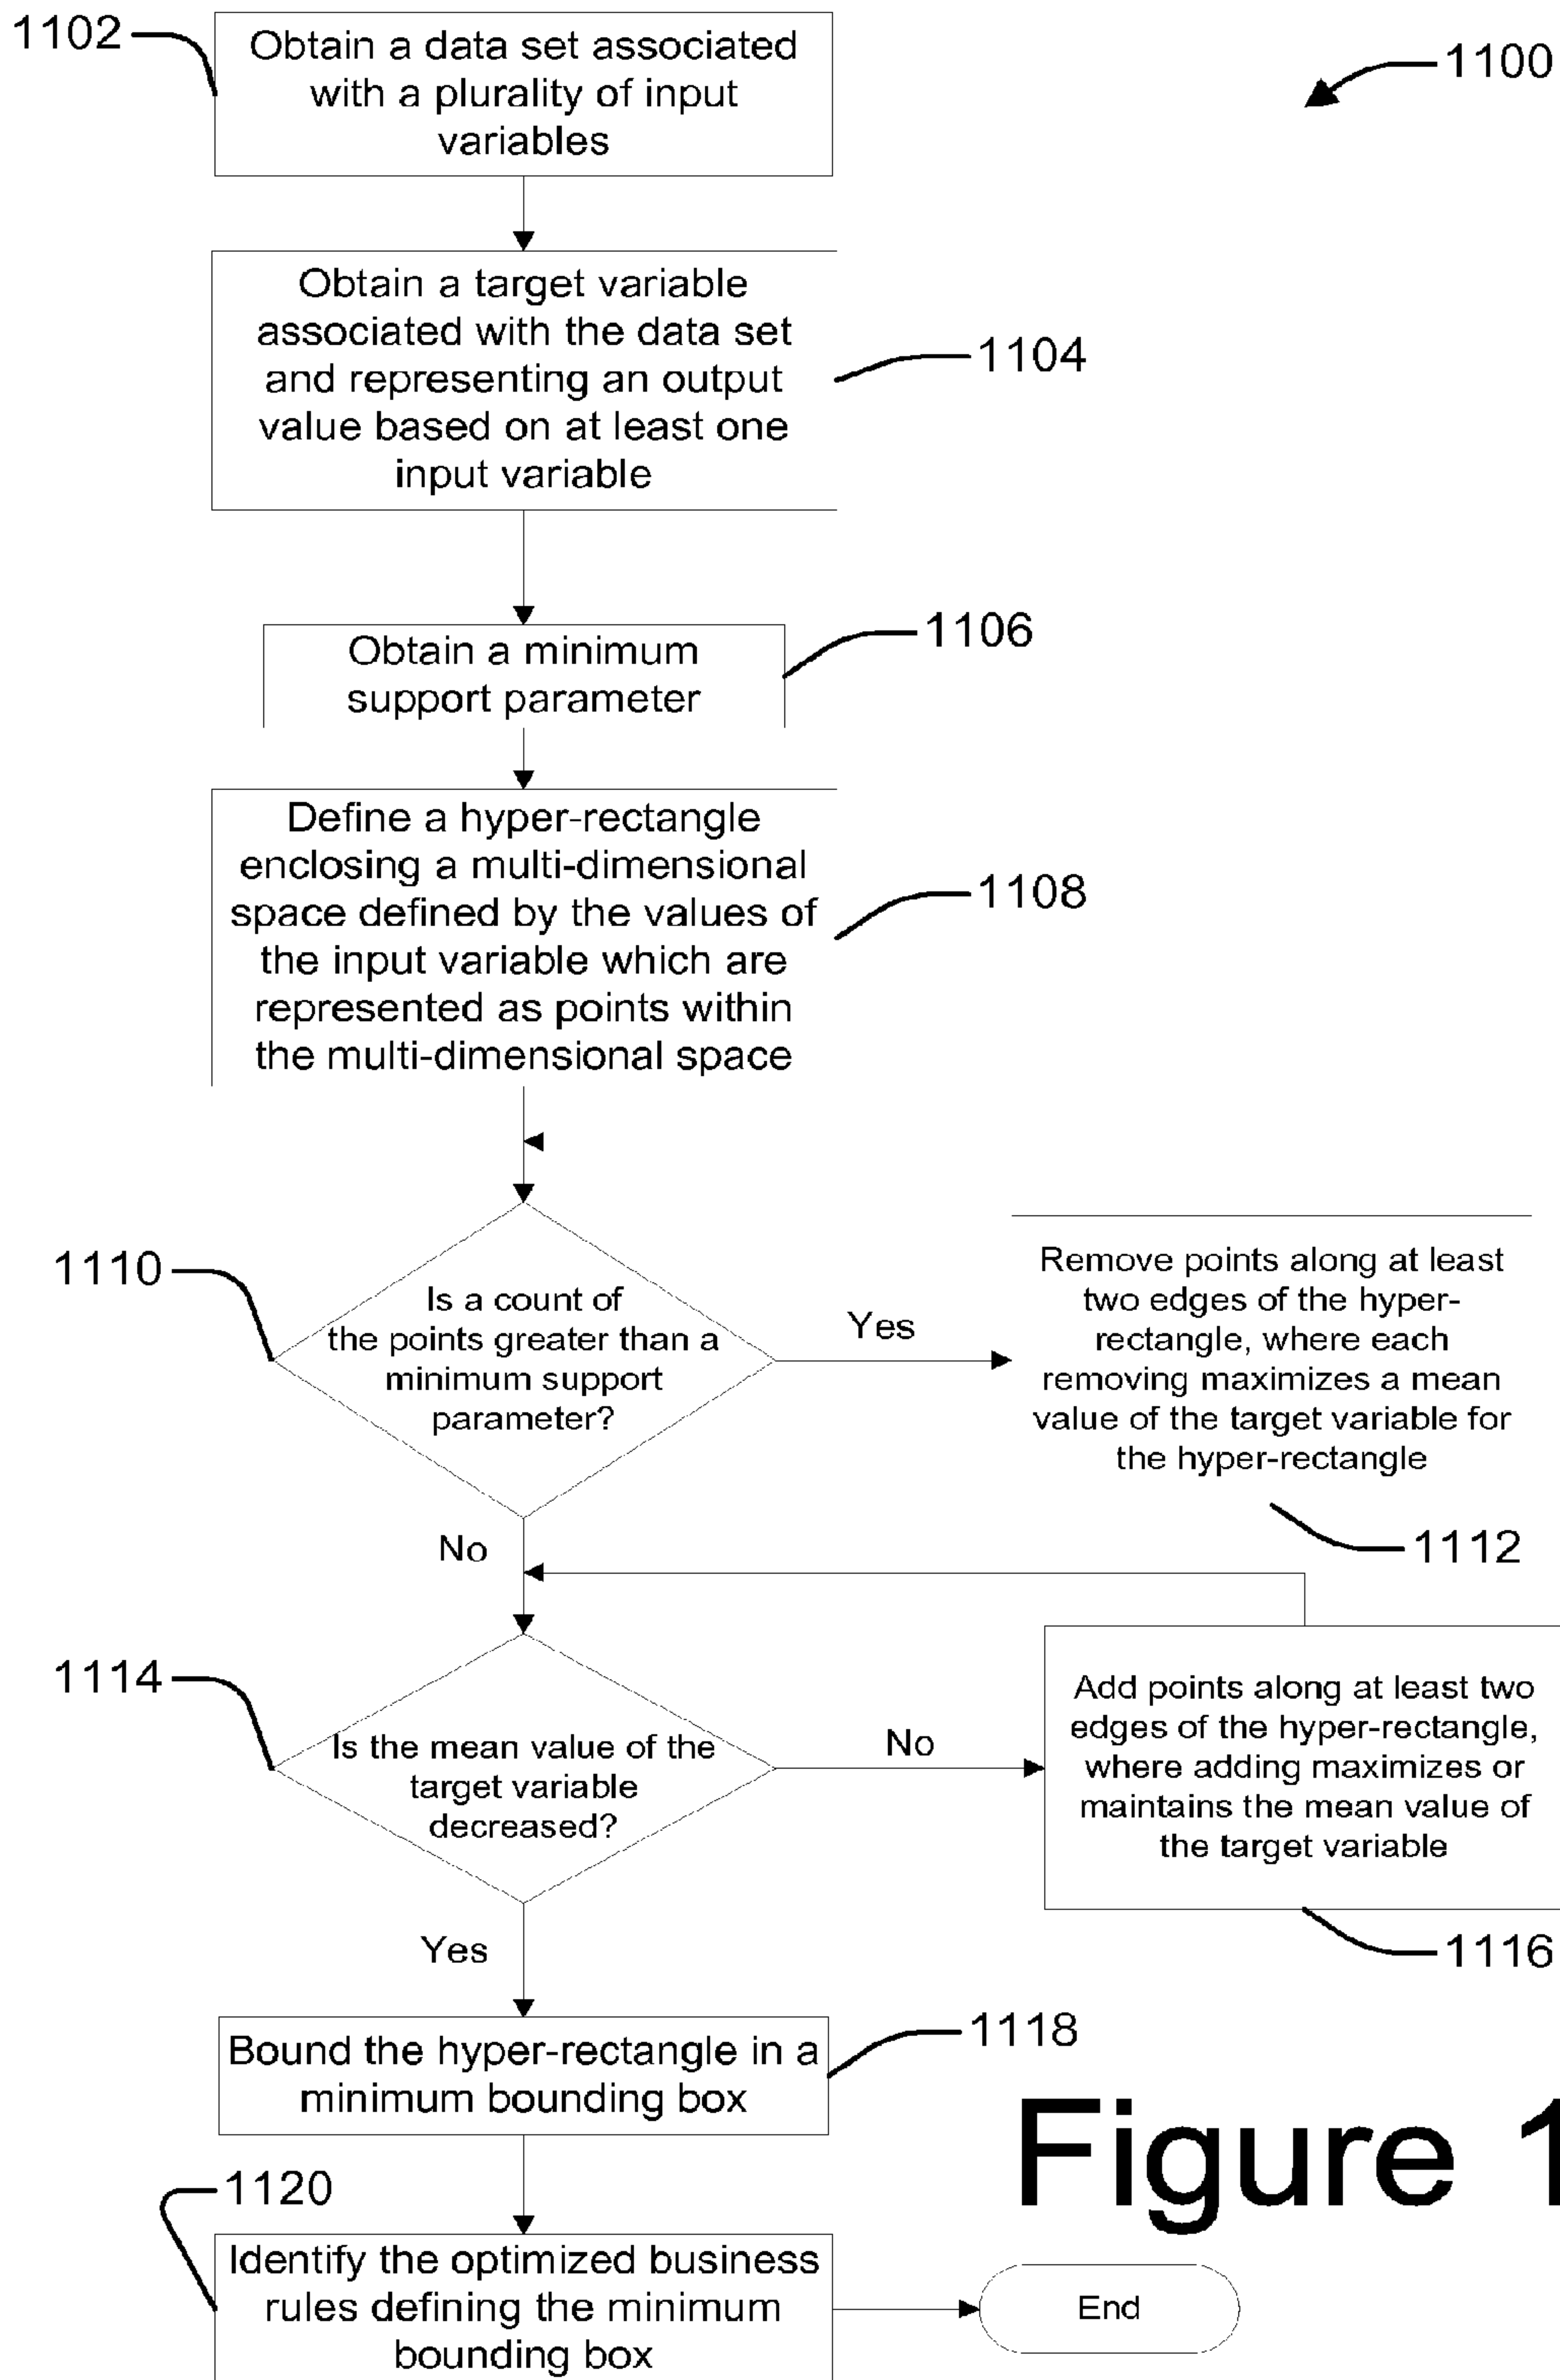 1102
Obtain a data set associated
with a plurality of input
variables
1100
Obtain a target variable
associated with the data set
and representing an output
value based on at least one
input variable
1104
Obtain a minimum
support parameter
1106
Define a hyper-rectangle
enclosing a multi-dimensional
space defined by the values of
the input variable which are
represented as points within
the multi-dimensional space
1108
1110
Is a count of
the points greater than a
minimum support
parameter?
Yes
Remove points along at least
two edges of the hyper-
rectangle, where each
removing maximizes a mean
value of the target variable for
the hyper-rectangle
1112
No
1114
Is the mean value of the
target variable
decreased?
No
Add points along at least two
edges of the hyper-rectangle,
where adding maximizes or
maintains the mean value of
the target variable
1116
Yes
Bound the hyper-rectangle in a
minimum bounding box
1118
Figure 1
1120
Identify the optimized business
rules defining the minimum
bounding box
End